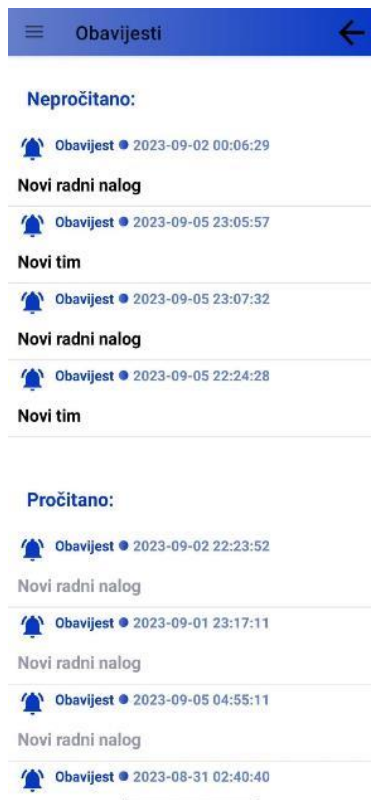 Obavijesti
Nepročitano:
Obavijest ● 2023-09-02 00:06:29
Novi radni nalog
Obavijest ● 2023-09-05 23:05:57
Novi tim
Obavijest ● 2023-09-05 23:07:32
Novi radni nalog
Obavijest ● 2023-09-05 22:24:28
Novi tim
Pročitano:
Obavijest ● 2023-09-02 22:23:52
Novi radni nalog
Obavijest ● 2023-09-01 23:17:11
Novi radni nalog
Obavijest ● 2023-09-05 04:55:11
Novi radni nalog
Obavijest ● 2023-08-31 02:40:40